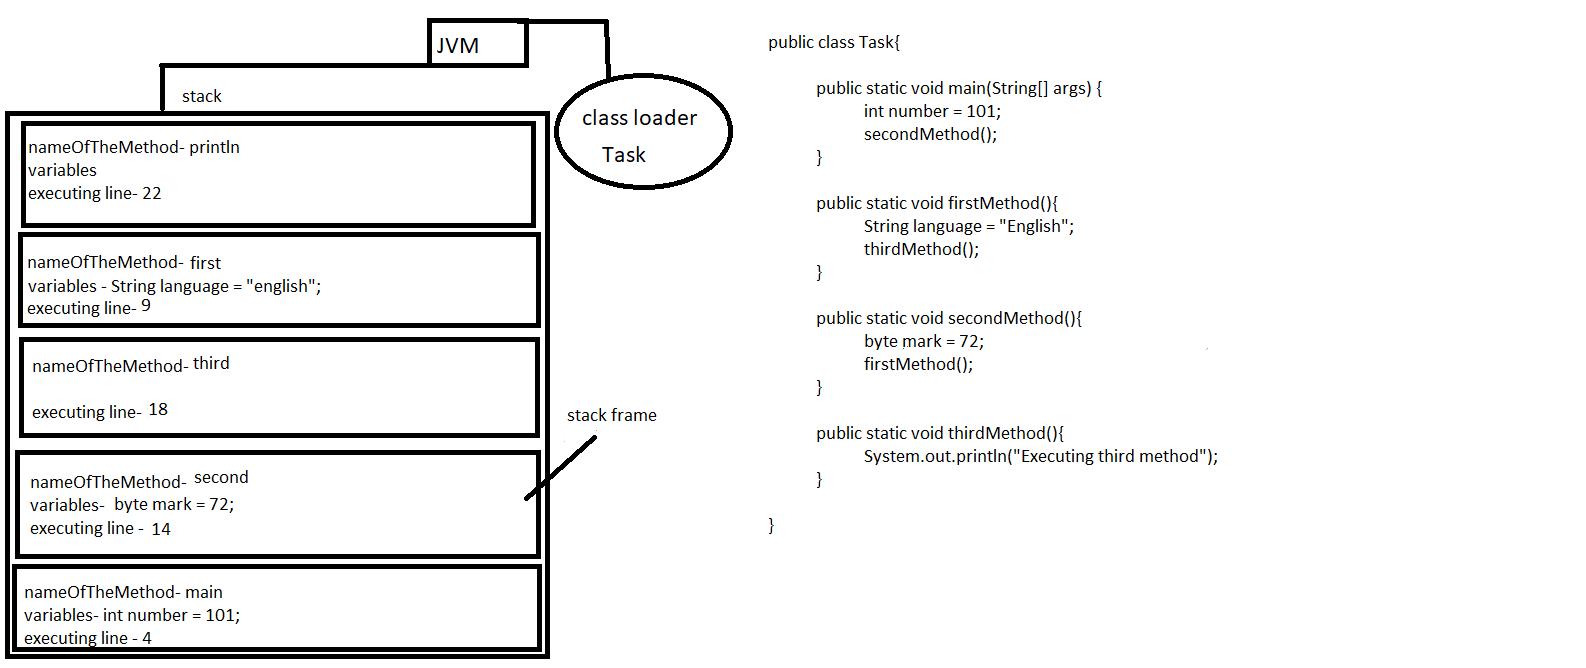 JVM
stack
class loader
Task
nameOfTheMethod- println
variables
executing line- 22
nameOfTheMethod- first
variables - String language = "english";
executing line- 9
nameOfTheMethod- third
executing line- 18
stack frame
nameOfTheMethod- second
variables- byte mark = 72;
executing line - 14
nameOfTheMethod- main
variables- int number = 101;
executing line - 4
public class Task{
public static void main(String[] args) {
int number = 101;
secondMethod();
}
public static void firstMethod(){
String language = "English";
thirdMethod();
}
public static void secondMethod(){
byte mark = 72;
firstMethod();
}
public static void thirdMethod(){
System.out.println("Executing third method");
}
}